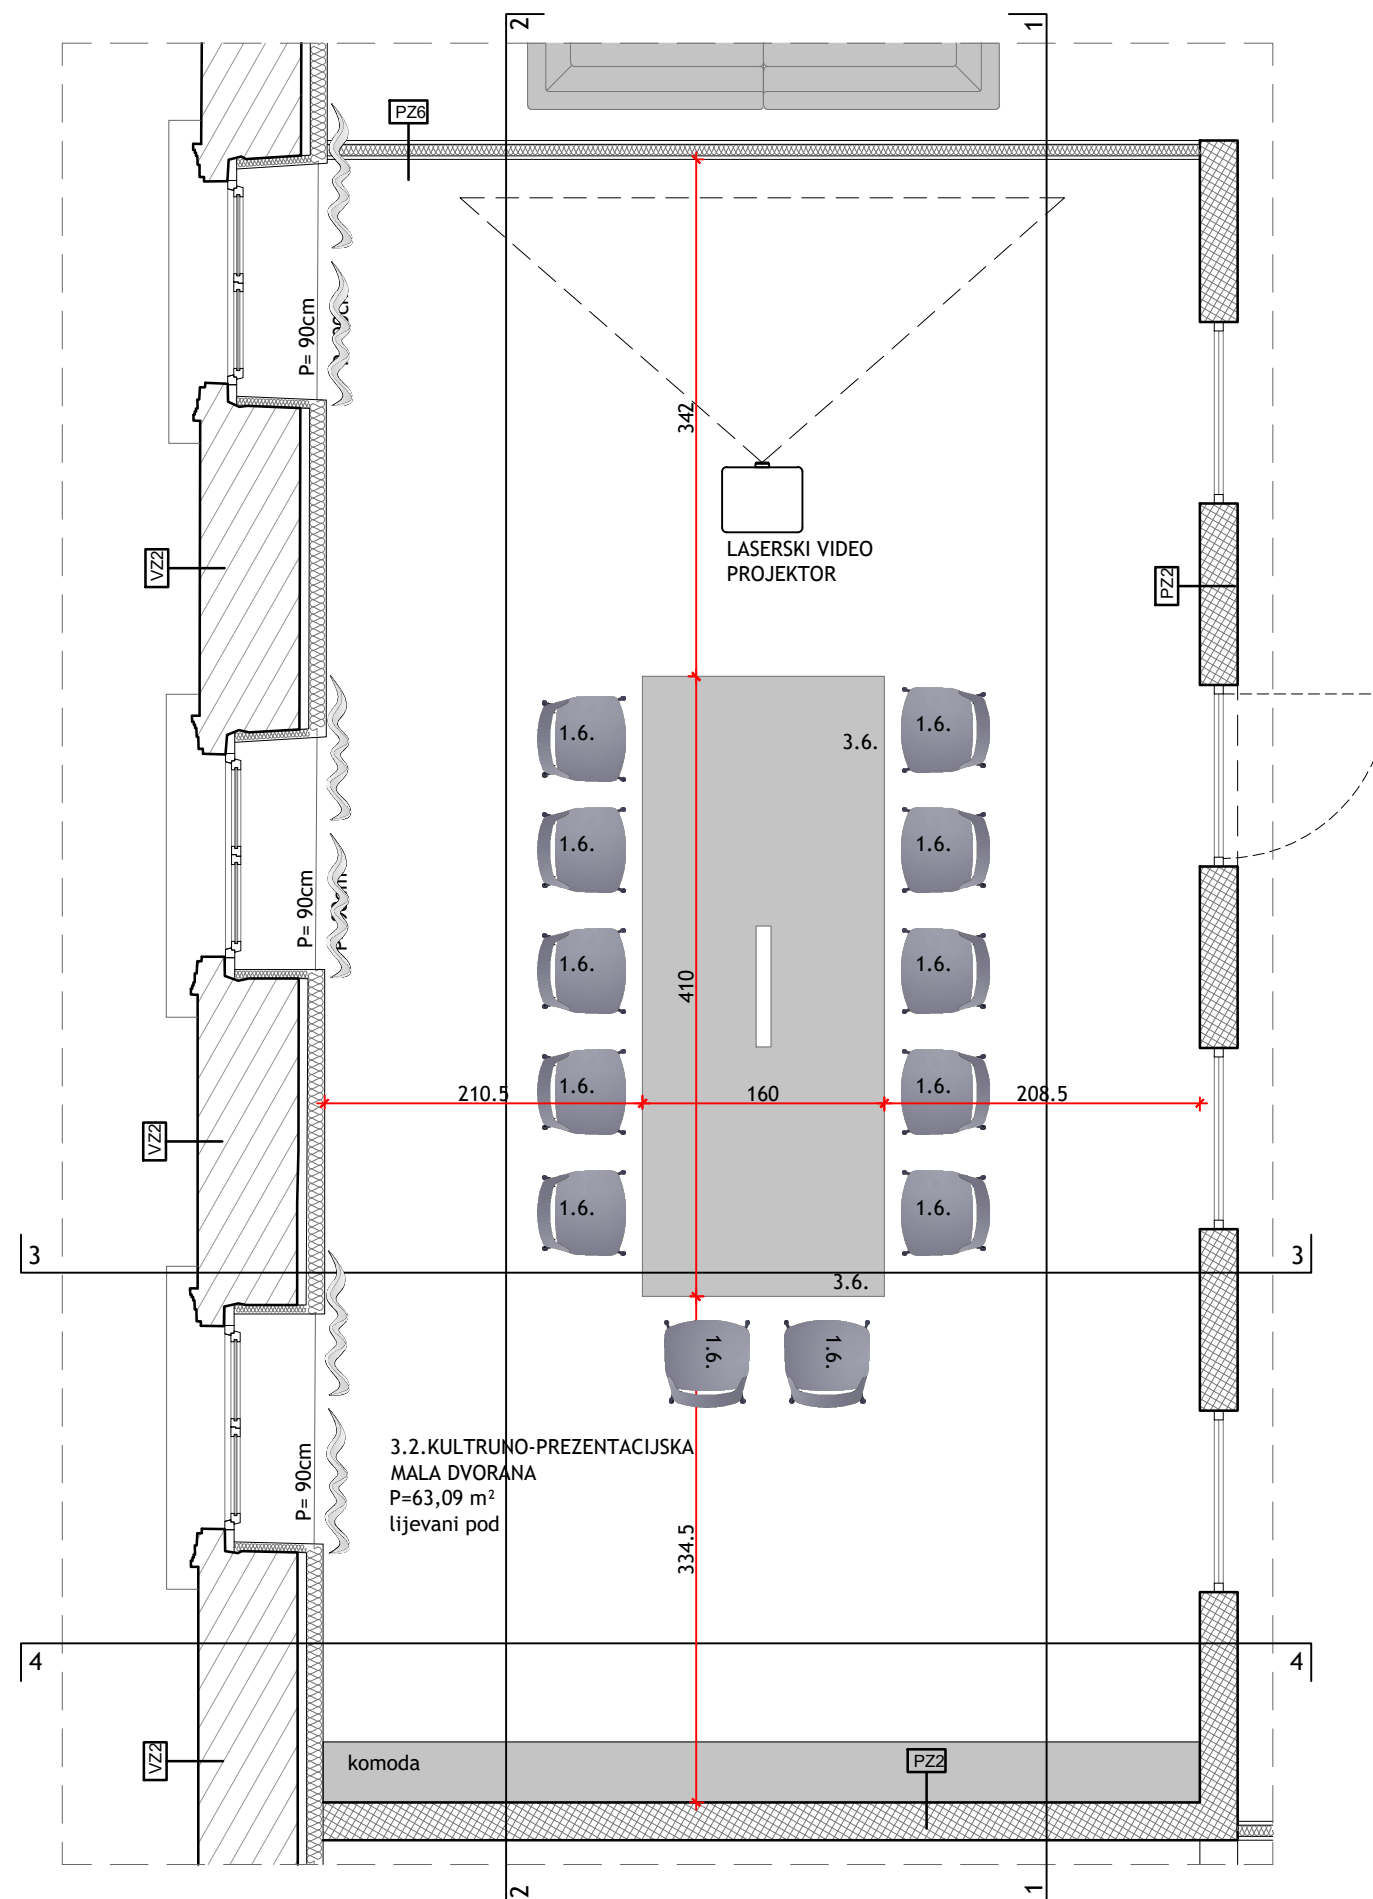 2
1
PZ6
P= 90cm
342
LASERSKI VIDEO
PROJEKTOR
VZ2
PZ2
1.6.
1.6.
3.6.
1.6.
1.6.
P= 90cm
1.6.
410
1.6.
1.6.
1.6.
210.5
160
208.5
VZ2
1.6.
1.6.
3
3
3.6.
1.6.
1.6.
3.2.KULTRUNO-PREZENTACIJSKA
MALA DVORANA
P=63,09 m²
lijevani pod
P= 90cm
334.5
4
4
VZ2
komoda
PZ2
2
1